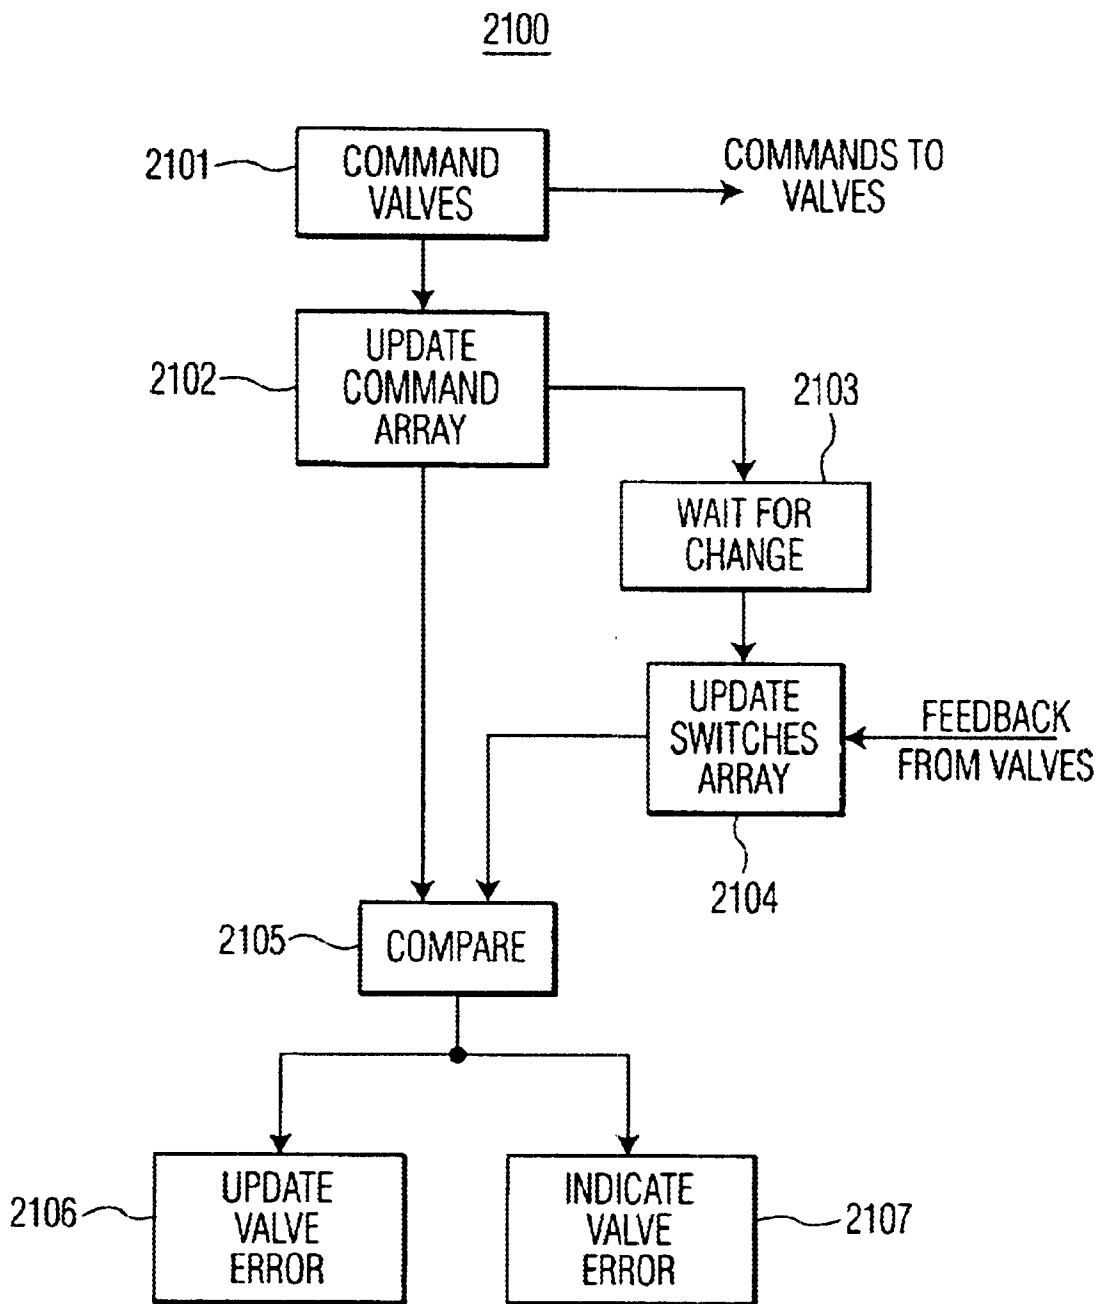 2100
2101
COMMAND
VALVES
COMMANDS TO
VALVES
2102
UPDATE
COMMAND
ARRAY
2103
WAIT FOR
CHANGE
UPDATE
SWITCHES
ARRAY
FEEDBACK
FROM VALVES
2104
2105
COMPARE
2106
UPDATE
VALVE
ERROR
INDICATE
VALVE
ERROR
2107